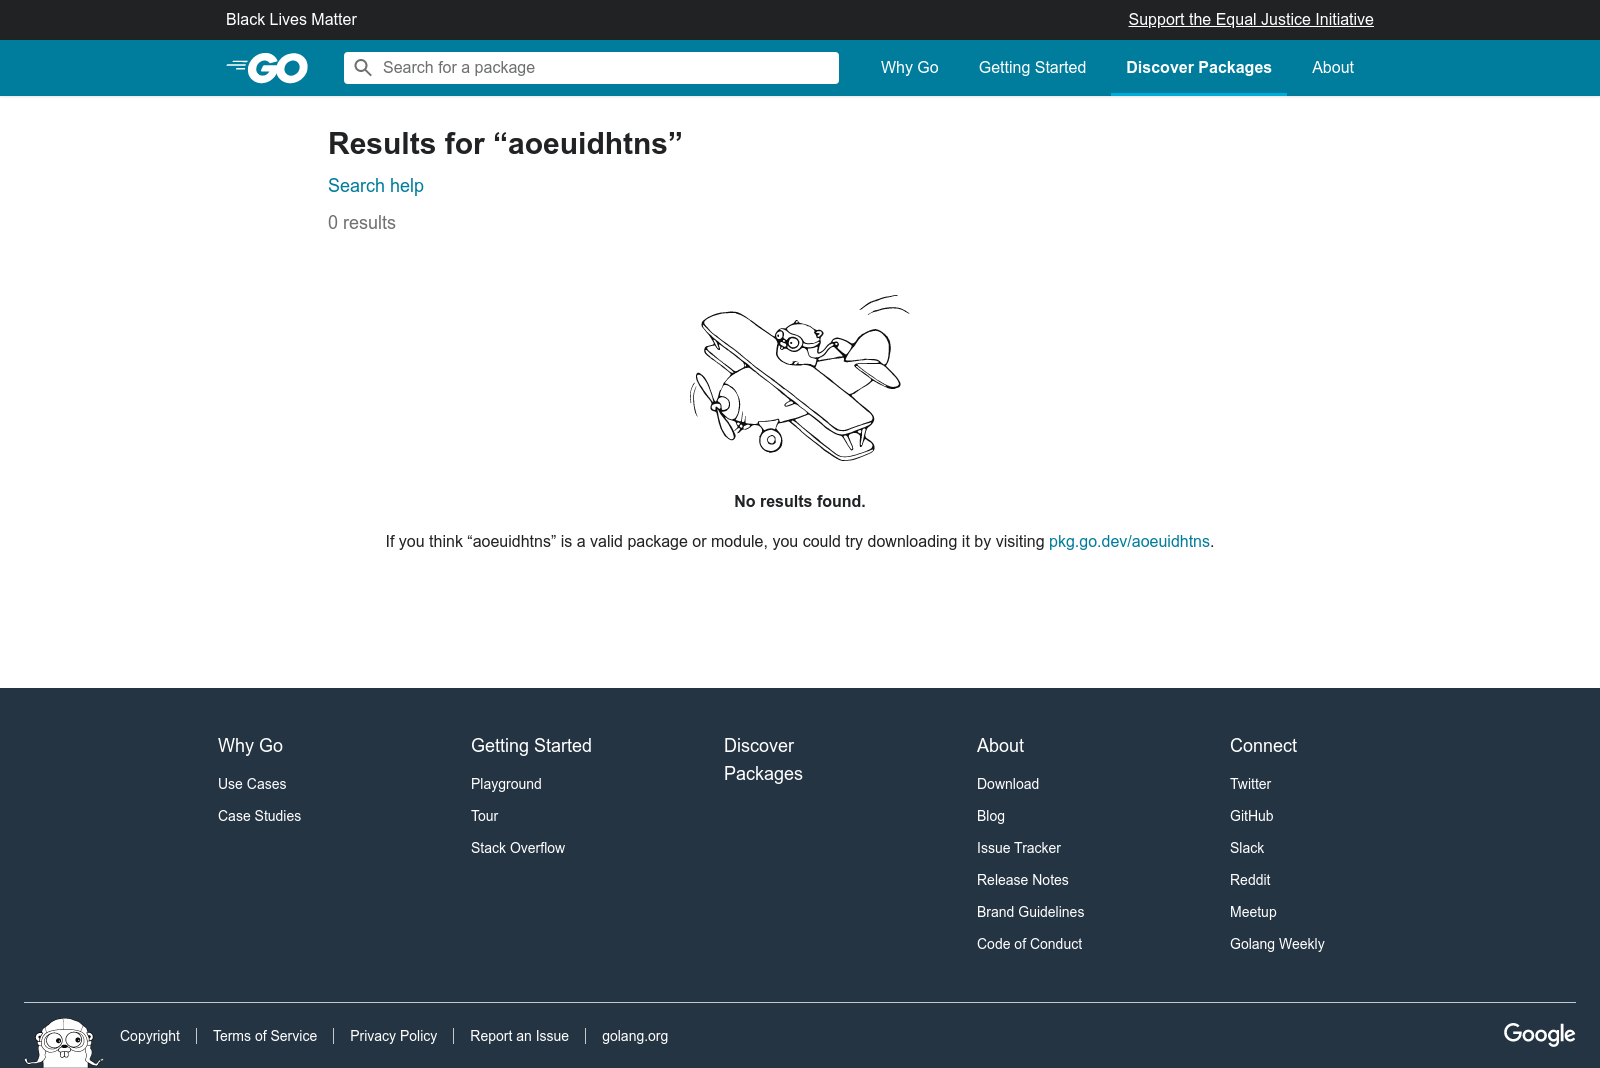 Black Lives Matter
Support the Equal Justice Initiative
GO
Search for a package
Why Go
Getting Started
Discover Packages
About
Results for “aoeuidhtns”
Search help
0 results
No results found.
If you think “aoeuidhtns” is a valid package or module, you could try downloading it by visiting pkg.go.dev/aoeuidhtns.
Why Go
Use Cases
Case Studies
Getting Started
Playground
Tour
Stack Overflow
Discover
Packages
About
Download
Blog
Issue Tracker
Release Notes
Brand Guidelines
Code of Conduct
Connect
Twitter
GitHub
Slack
Reddit
Meetup
Golang Weekly
Copyright
Terms of Service
Privacy Policy
Report an Issue
golang.org
Google